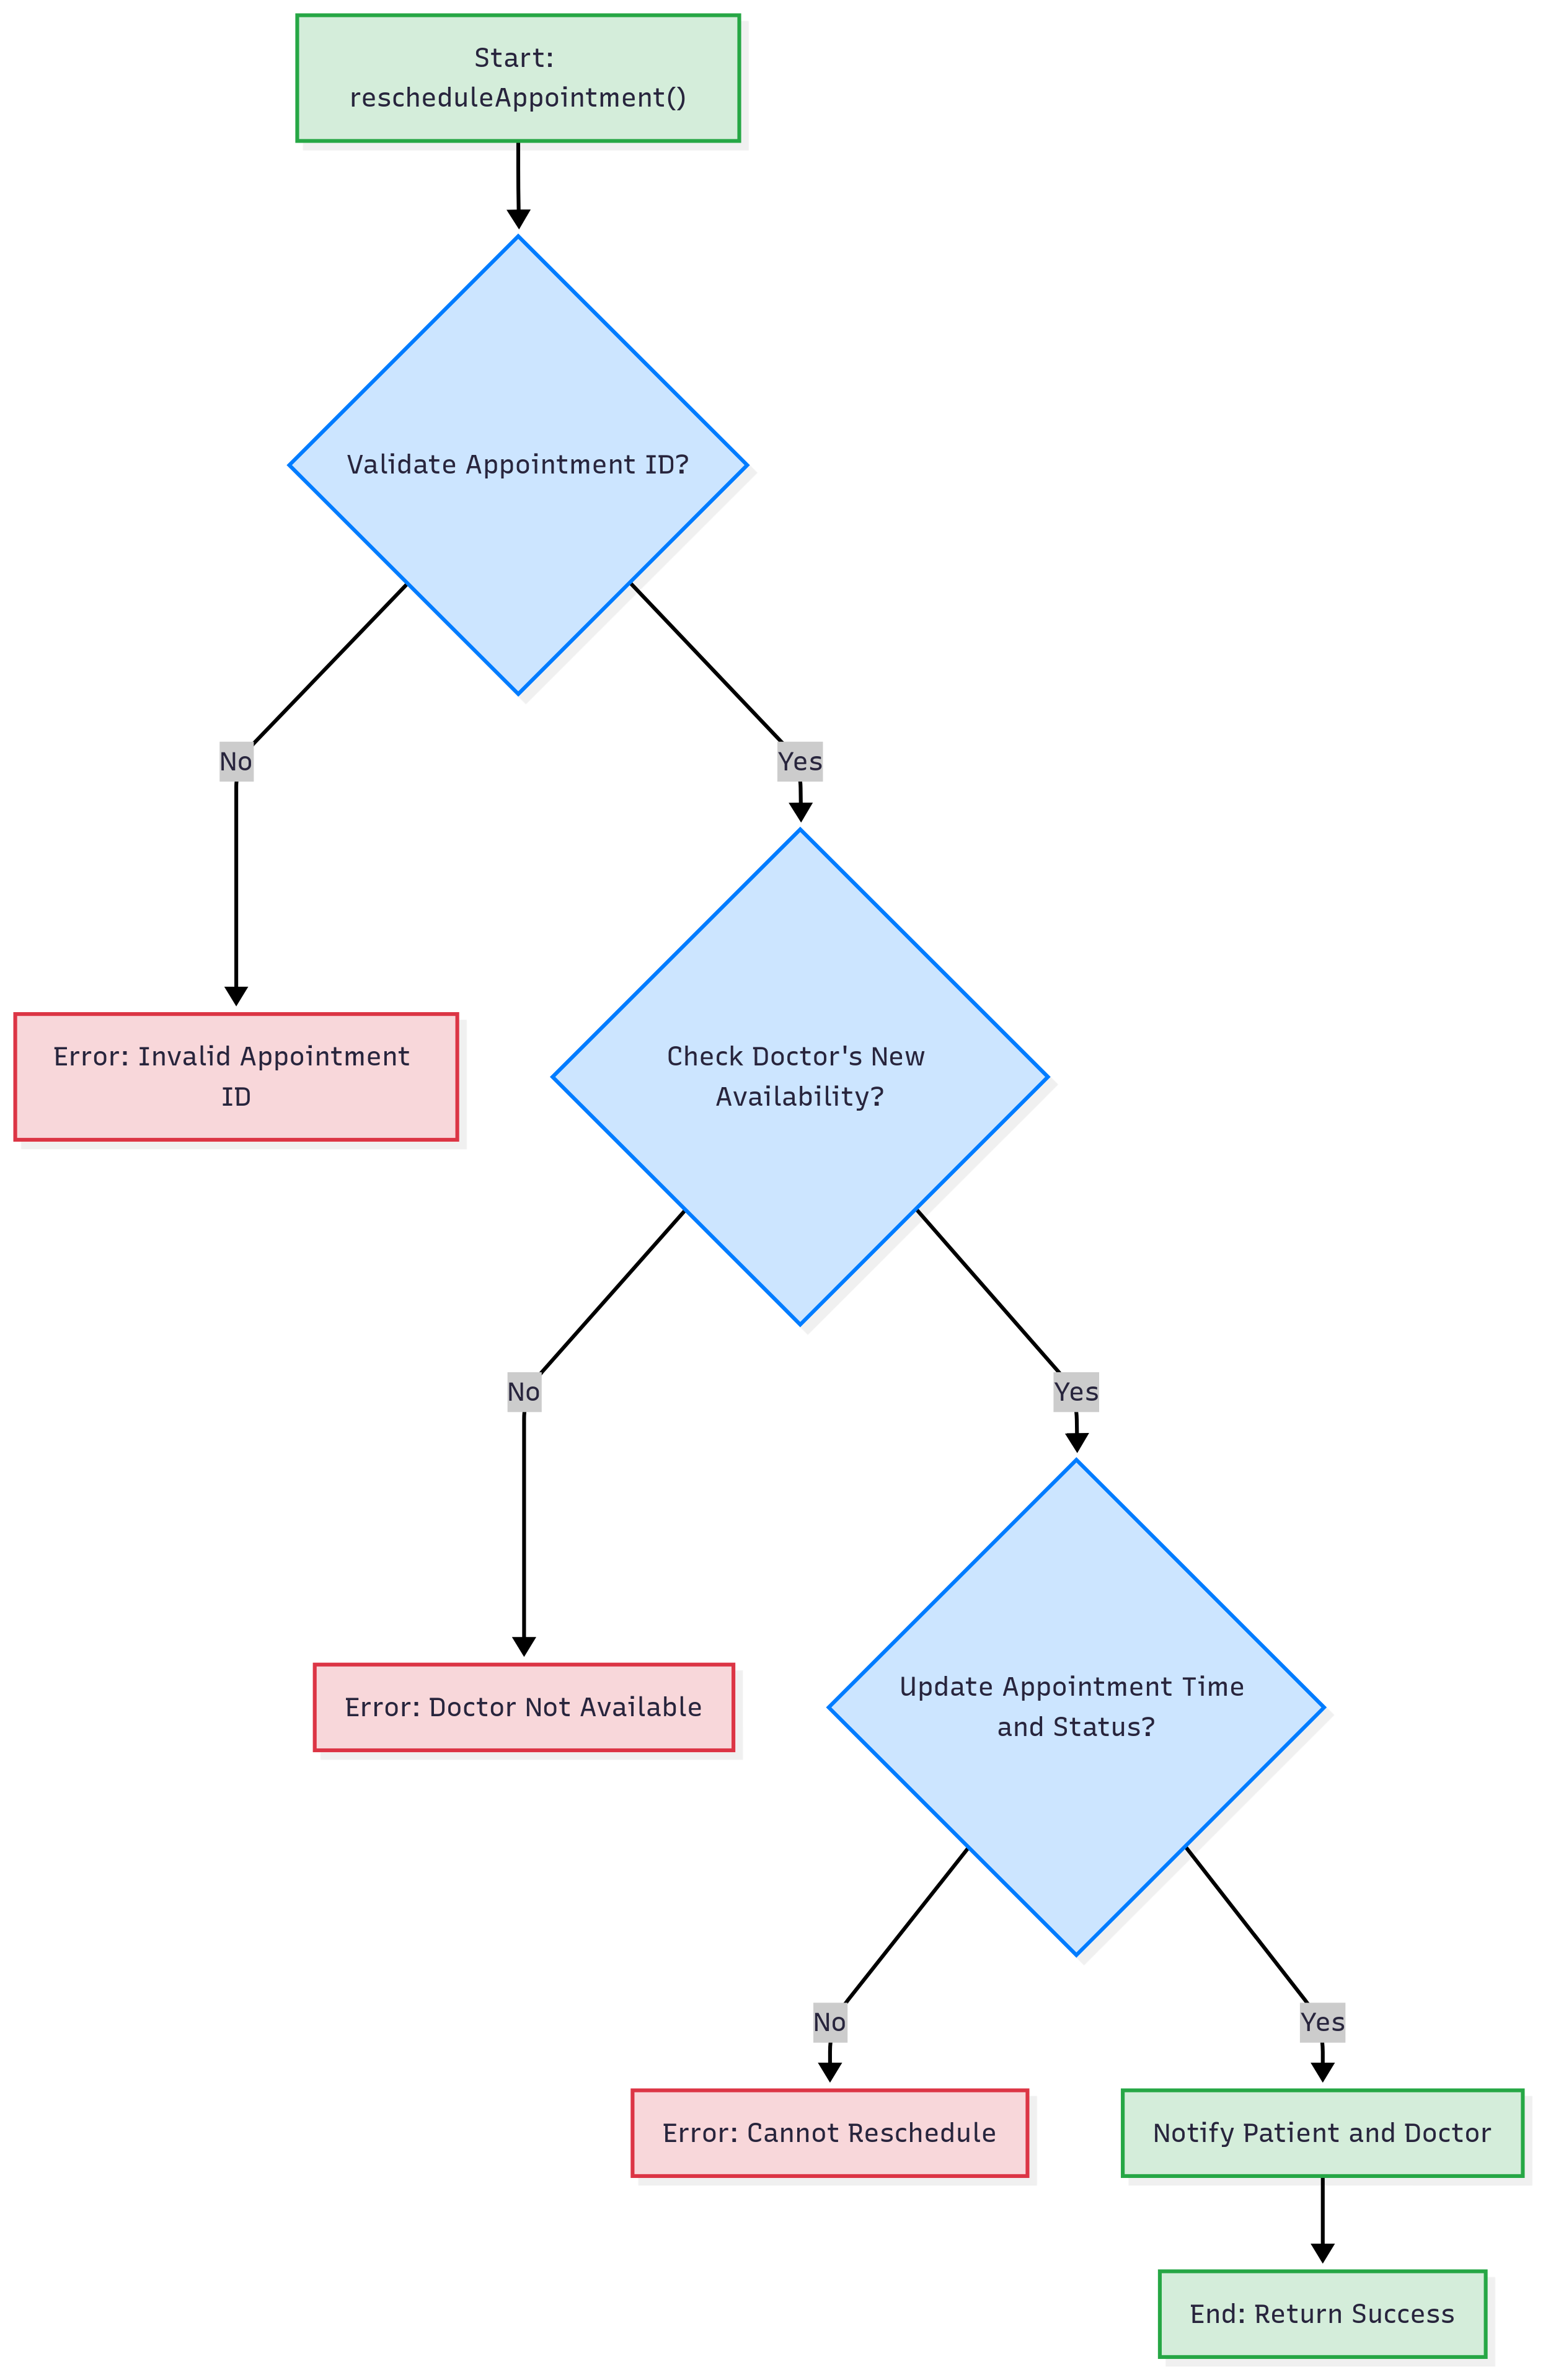 Start:
rescheduleAppointment()
Validate Appointment ID?
No
Yes
Error: Invalid Appointment
ID
Check Doctor's New
Availability?
No
Yes
Error: Doctor Not Available
Update Appointment Time
and Status?
No
Yes
Error: Cannot Reschedule
Notify Patient and Doctor
End: Return Success